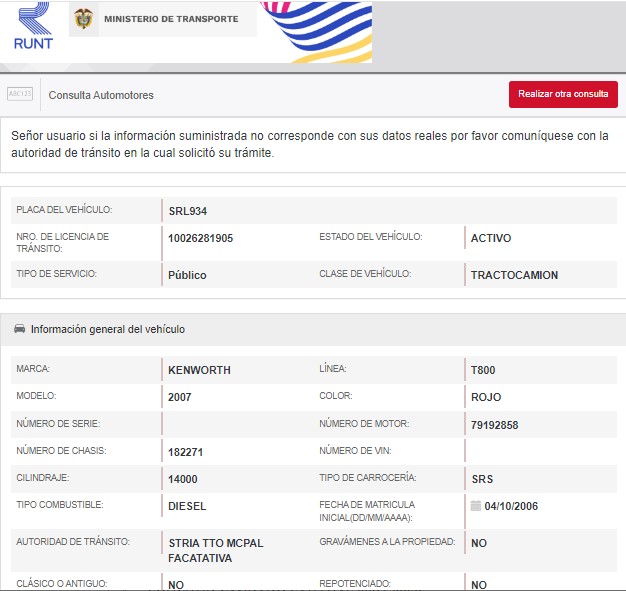 RUNT
MINISTERIO DE TRANSPORTE
ABC123
Consulta Automotores
Realizar otra consulta
Señor usuario si la información suministrada no corresponde con sus datos reales por favor comuníquese con la
autoridad de tránsito en la cual solicitó su trámite.
PLACA DEL VEHÍCULO: SRL934
NRO. DE LICENCIA DE
TRÁNSITO: 10026281905 ESTADO DEL VEHÍCULO: ACTIVO
TIPO DE SERVICIO: Público CLASE DE VEHÍCULO: TRACTOCAMION
Información general del vehículo
MARCA: KENWORTH LÍNEA: T800
MODELO: 2007 COLOR: ROJO
NÚMERO DE SERIE: NÚMERO DE MOTOR: 79192858
NÚMERO DE CHASIS: 182271 NÚMERO DE VIN:
CILINDRAJE: 14000 TIPO DE CARROCERÍA: SRS
TIPO COMBUSTIBLE: DIESEL FECHA DE MATRICULA
INICIAL(DD/MM/AAAA): 04/10/2006
AUTORIDAD DE TRÁNSITO: STRIA TTO MCPAL
FACATATIVA GRAVÁMENES A LA PROPIEDAD: NO
CLÁSICO O ANTIGUO: NO REPOTENCIADO: NO